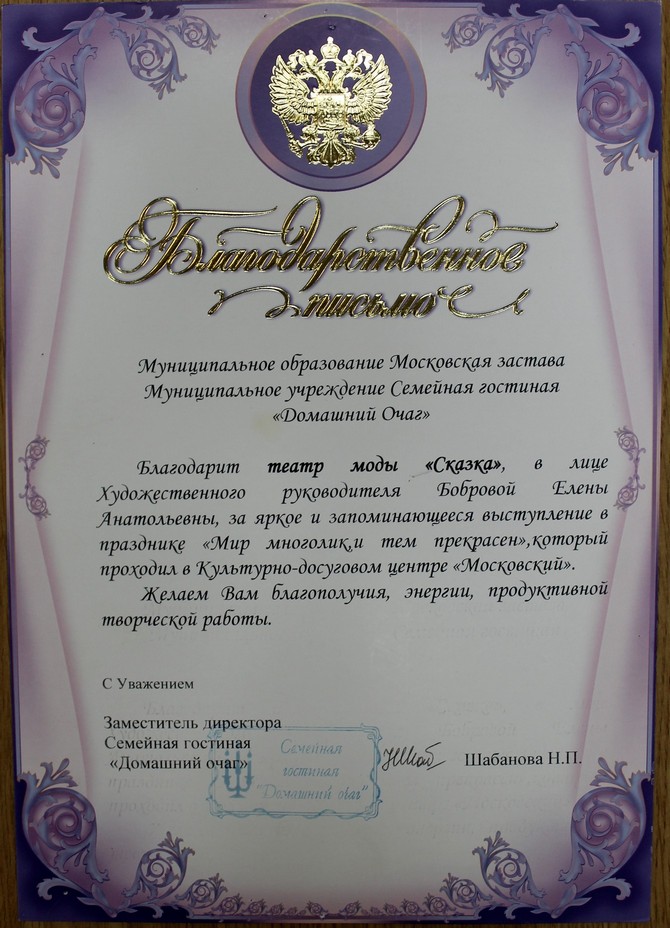 Благодарственное
письмо
Муниципальное образование Московская застава
Муниципальное учреждение Семейная гостиная
«Домашний Очаг»
Благодарит театр моды «Сказка», в лице
Художественного руководителя Бобровой Елены
Анатольевны, за яркое и запоминающееся выступление в
празднике «Мир многолик,и тем прекрасен»,который
проходил в Культурно-досуговом центре «Московский».
Желаем Вам благополучия, энергии, продуктивной
творческой работы.
С Уважением
Заместитель директора
Семейная гостиная
«Домашний очаг»
Шабанова Н.П.
Семейная
гостиная
"Домашний очаг"